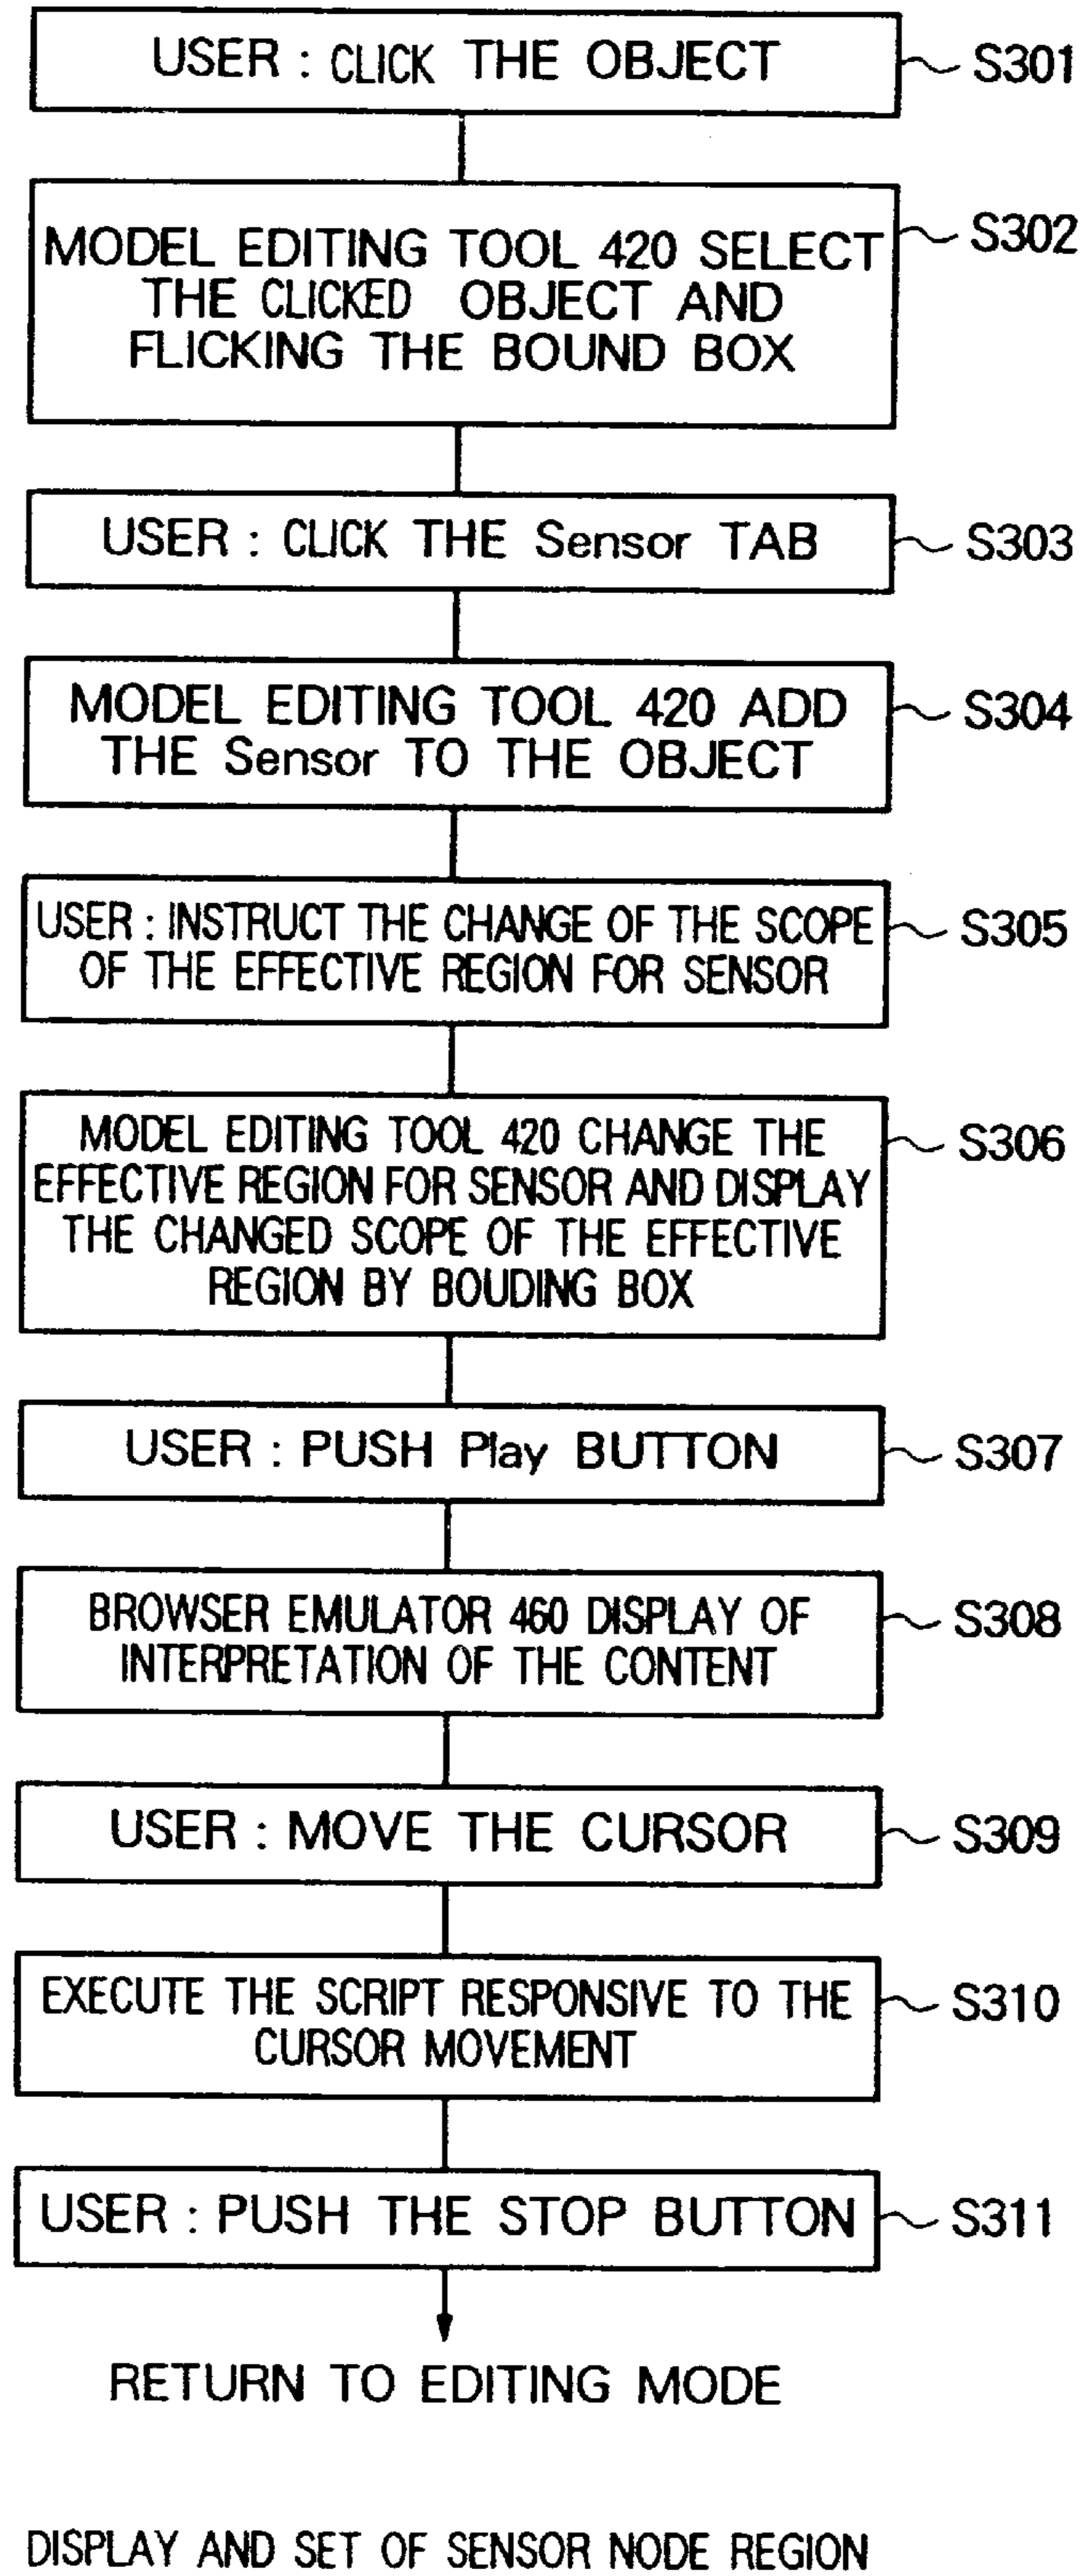 USER : CLICK THE OBJECT
S301
MODEL EDITING TOOL 420 SELECT
THE CLICKED OBJECT AND
FLICKING THE BOUND BOX
S302
USER : CLICK THE Sensor TAB
S303
MODEL EDITING TOOL 420 ADD
THE Sensor TO THE OBJECT
S304
USER : INSTRUCT THE CHANGE OF THE SCOPE
OF THE EFFECTIVE REGION FOR SENSOR
S305
MODEL EDITING TOOL 420 CHANGE THE
EFFECTIVE REGION FOR SENSOR AND DISPLAY
THE CHANGED SCOPE OF THE EFFECTIVE
REGION BY BOUDING BOX
S306
USER : PUSH Play BUTTON
S307
BROWSER EMULATOR 460 DISPLAY OF
INTERPRETATION OF THE CONTENT
S308
USER : MOVE THE CURSOR
S309
EXECUTE THE SCRIPT RESPONSIVE TO THE
CURSOR MOVEMENT
S310
USER : PUSH THE STOP BUTTON
S311
RETURN TO EDITING MODE
DISPLAY AND SET OF SENSOR NODE REGION